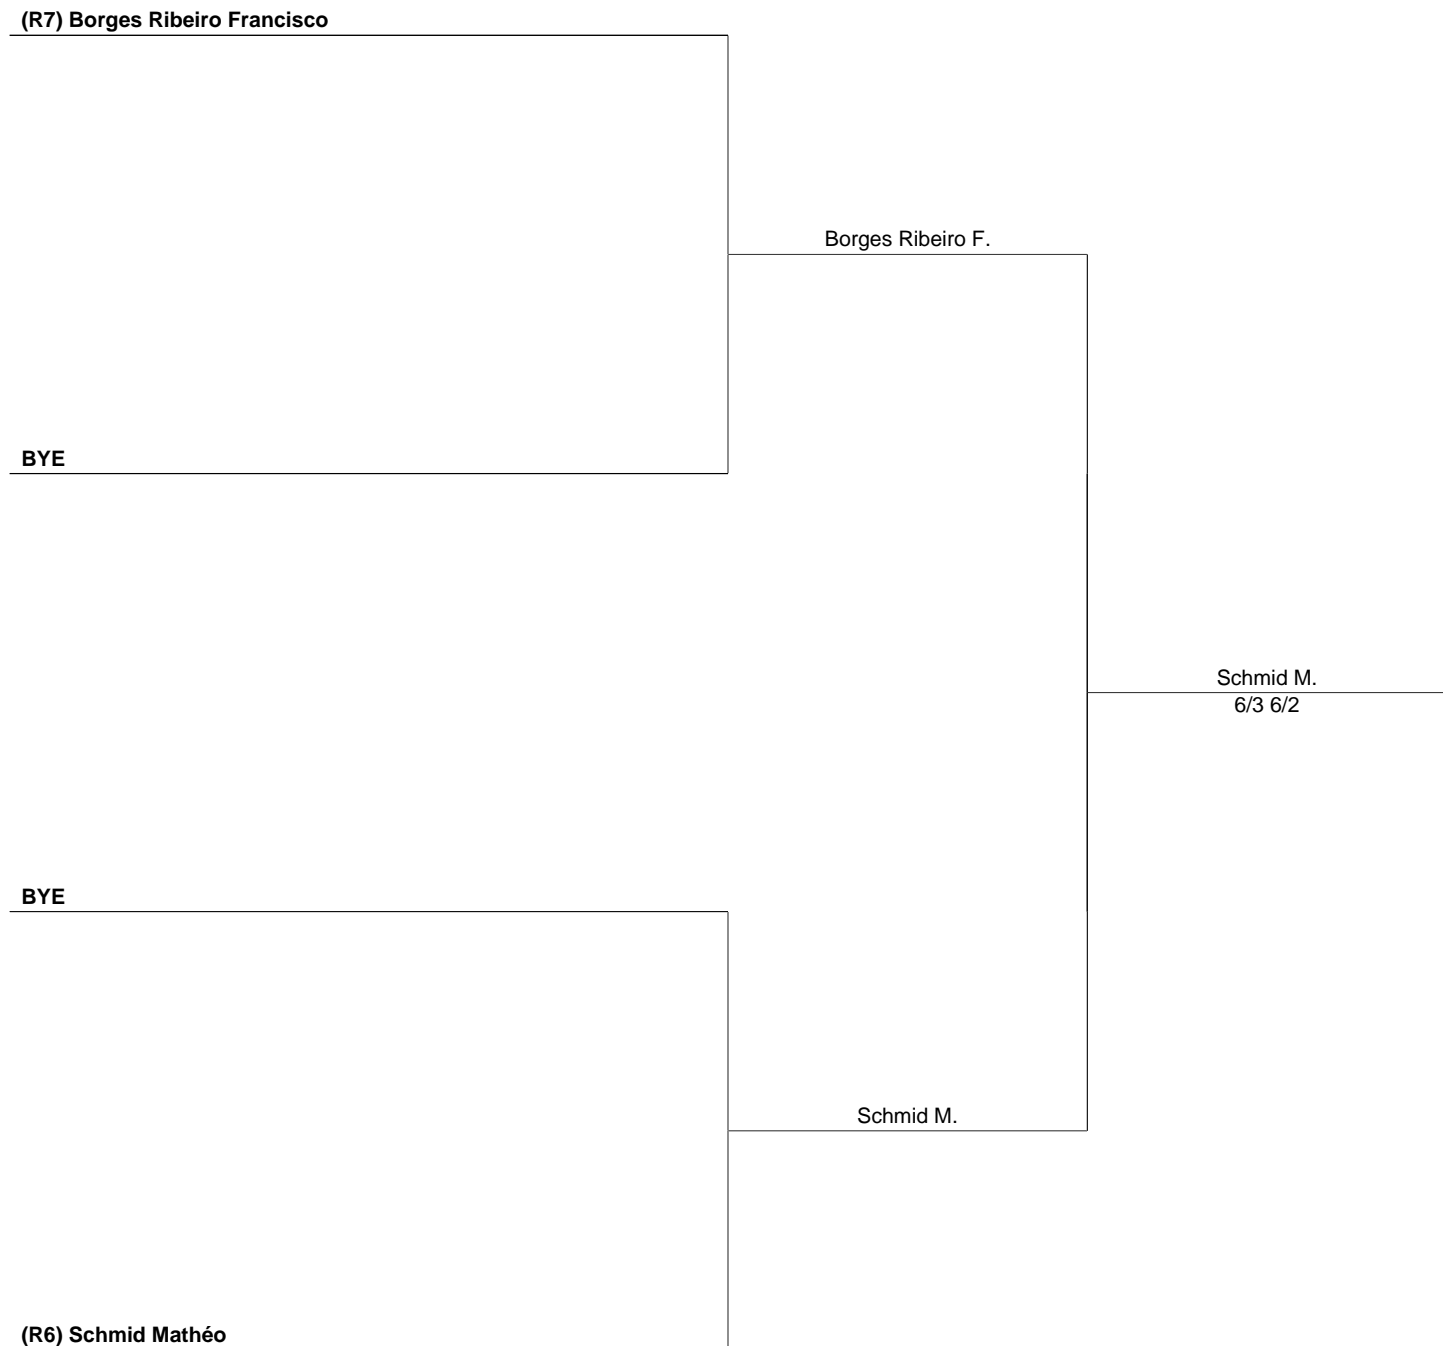 (R7) Borges Ribeiro Francisco
Borges Ribeiro F.
BYE
Schmid M.
6/3 6/2
BYE
Schmid M.
(R6) Schmid Mathéo